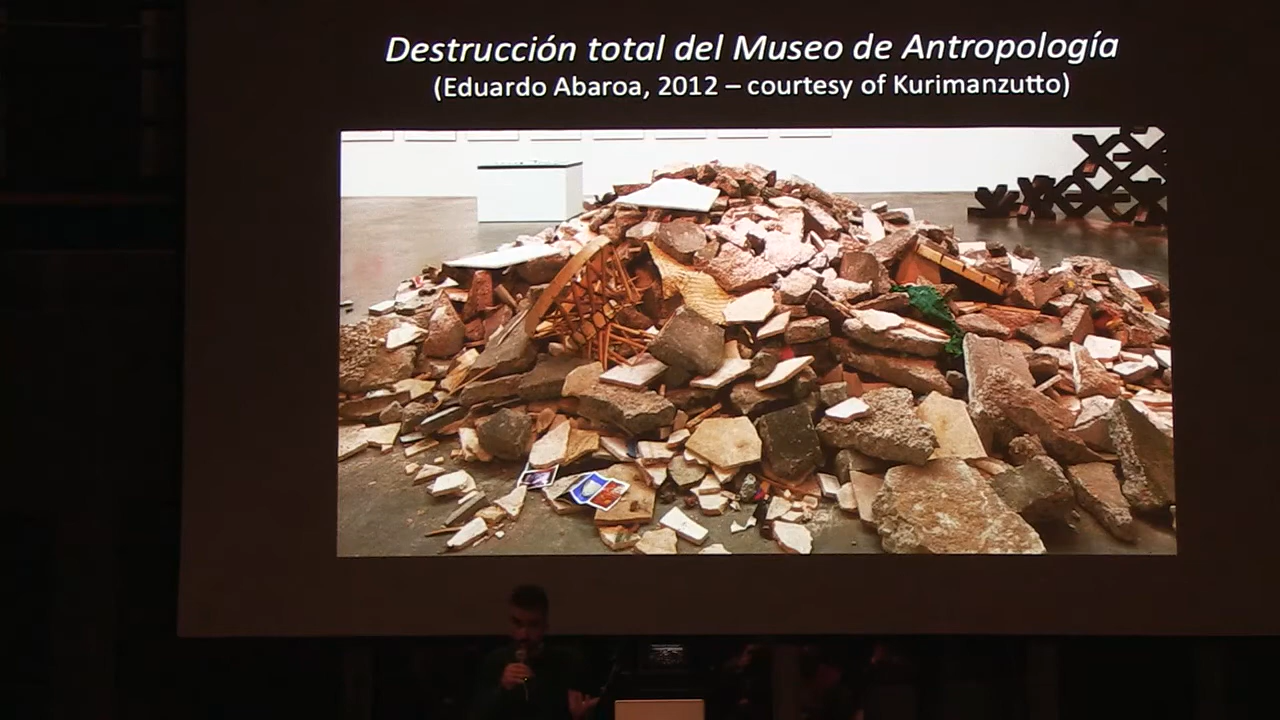 Destrucción total del Museo de Antropología
(Eduardo Abaroa, 2012 – courtesy of Kurimanzutto)